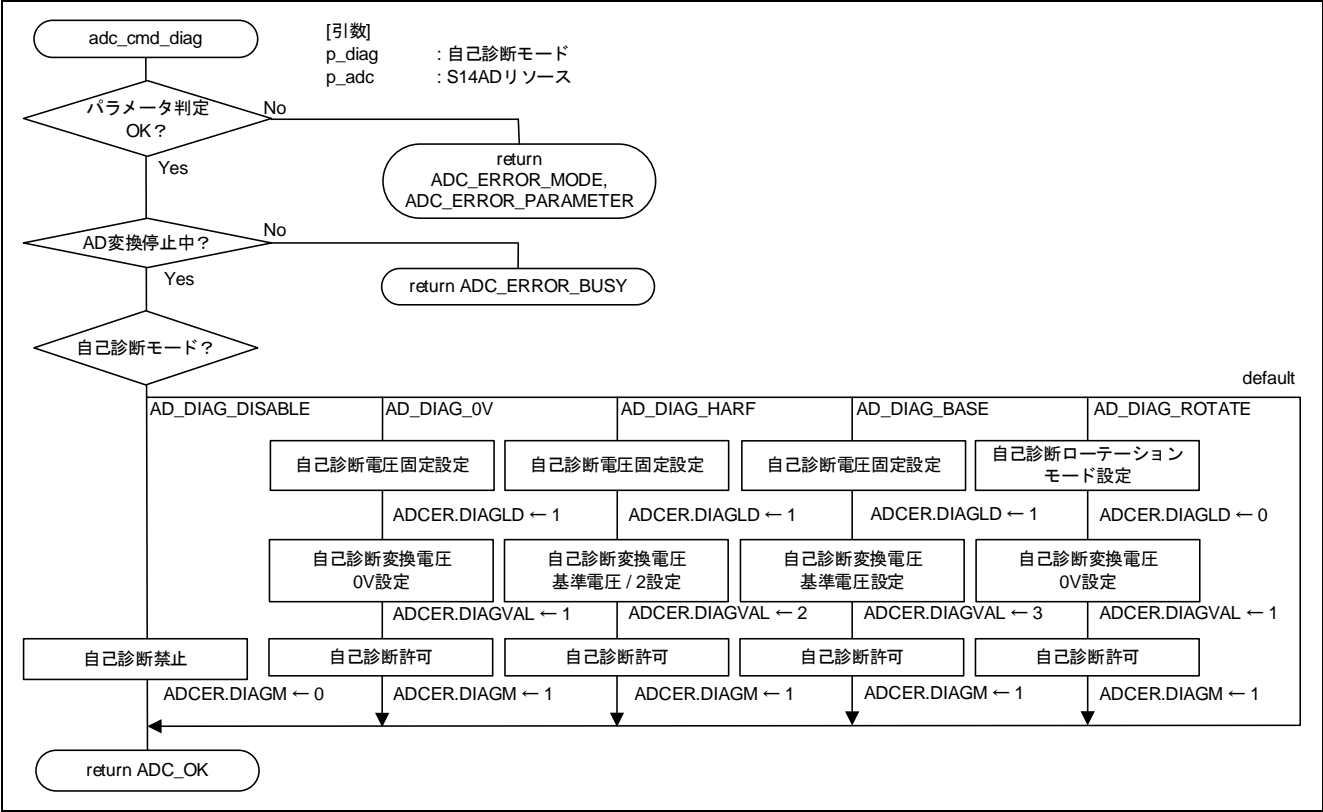 adc_cmd_diag
[引数]
p_diag : 自己診断モード
p_adc : S14ADリソース
パラメータ判定
OK?
No
Yes
return
ADC_ERROR_MODE,
ADC_ERROR_PARAMETER
AD変換停止中?
No
Yes
return ADC_ERROR_BUSY
自己診断モード?
default
AD_DIAG_DISABLE
AD_DIAG_0V
AD_DIAG_HARF
AD_DIAG_BASE
AD_DIAG_ROTATE
自己診断電圧固定設定
自己診断電圧固定設定
自己診断電圧固定設定
自己診断ローテーション
モード設定
ADCER.DIAGLD ← 1
ADCER.DIAGLD ← 1
ADCER.DIAGLD ← 1
ADCER.DIAGLD ← 0
自己診断変換電圧
0V設定
自己診断変換電圧
基準電圧 / 2設定
自己診断変換電圧
基準電圧設定
自己診断変換電圧
0V設定
ADCER.DIAGVAL ← 1
ADCER.DIAGVAL ← 2
ADCER.DIAGVAL ← 3
ADCER.DIAGVAL ← 1
自己診断禁止
自己診断許可
自己診断許可
自己診断許可
自己診断許可
ADCER.DIAGM ← 0
ADCER.DIAGM ← 1
ADCER.DIAGM ← 1
ADCER.DIAGM ← 1
ADCER.DIAGM ← 1
return ADC_OK